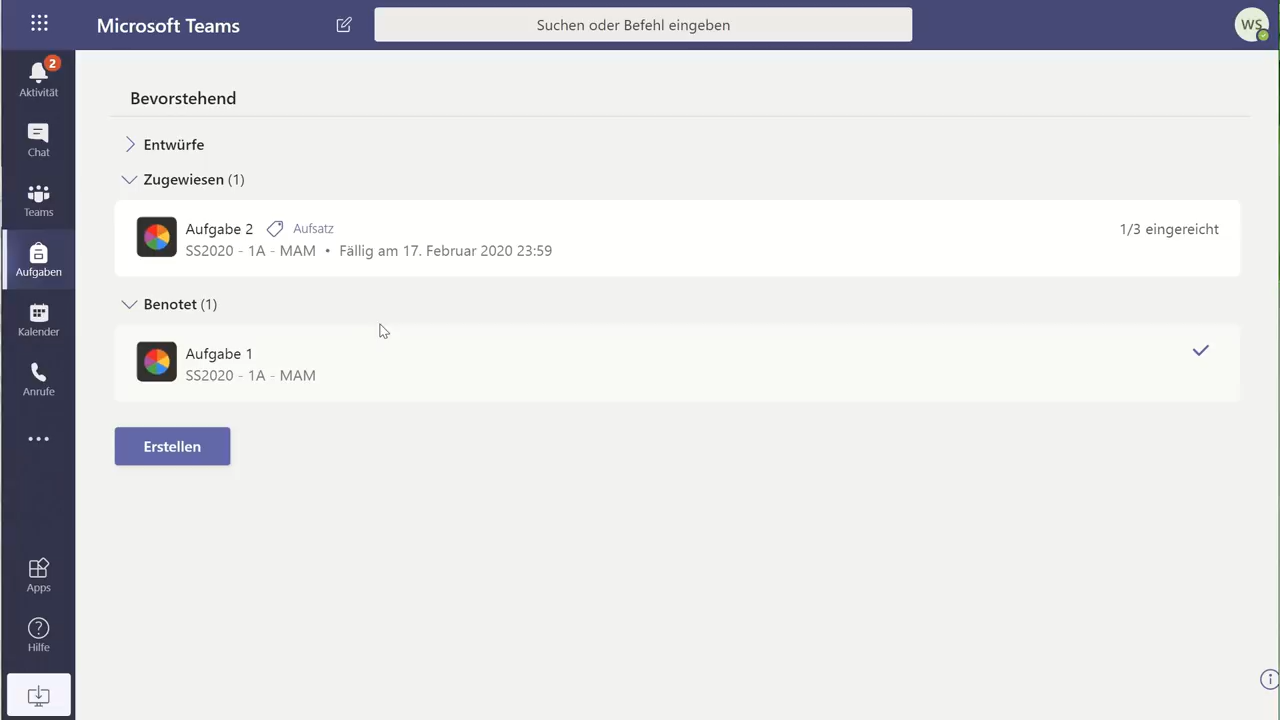 Microsoft Teams
Suchen oder Befehl eingeben
WS
2
Aktivität
Chat
Teams
Aufgaben
Kalender
Anrufe
Apps
Hilfe
Bevorstehend
Entwürfe
Zugewiesen (1)
Aufgabe 2 Aufsatz 1/3 eingereicht
SS2020 - 1A - MAM • Fällig am 17. Februar 2020 23:59
Benotet (1)
Aufgabe 1
SS2020 - 1A - MAM
Erstellen